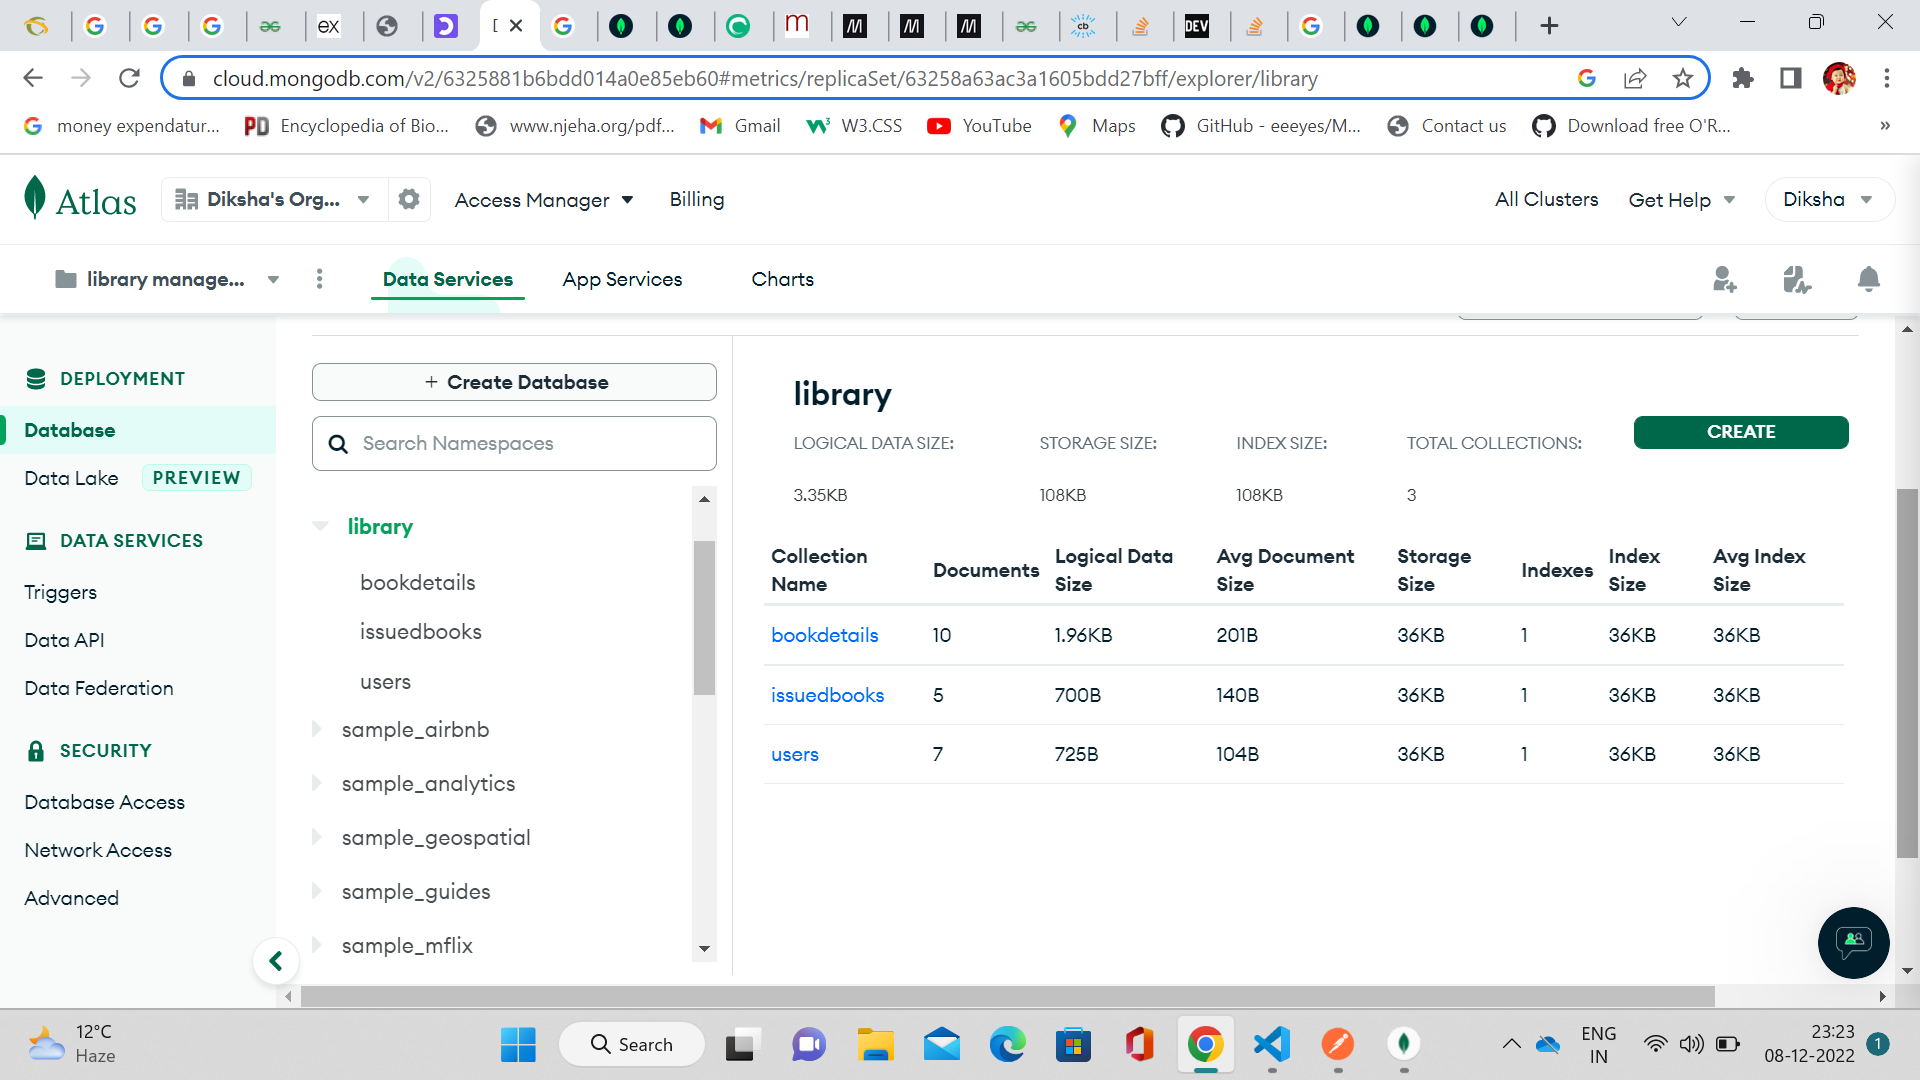 cloud.mongodb.com/v2/6325881b6bdd014a0e85eb60#metrics/replicaSet/63258a63ac3a1605bdd27bff/explorer/library
money expendatur... Encyclopedia of Bio... www.njeha.org/pdf... Gmail W3.CSS YouTube Maps GitHub - eeeyes/M... Contact us Download free O'R... »
Atlas Diksha's Org... Access Manager Billing All Clusters Get Help Diksha
library manage... Data Services App Services Charts
DEPLOYMENT
Database
Data Lake PREVIEW
DATA SERVICES
Triggers
Data API
Data Federation
SECURITY
Database Access
Network Access
Advanced
+ Create Database
Search Namespaces
library
bookdetails
issuedbooks
users
sample_airbnb
sample_analytics
sample_geospatial
sample_guides
sample_mflix
library
LOGICAL DATA SIZE: STORAGE SIZE: INDEX SIZE: TOTAL COLLECTIONS: CREATE
3.35KB 108KB 108KB 3
Collection Name Documents Logical Data Size Avg Document Size Storage Size Indexes Index Size Avg Index Size
bookdetails 10 1.96KB 201B 36KB 1 36KB 36KB
issuedbooks 5 700B 140B 36KB 1 36KB 36KB
users 7 725B 104B 36KB 1 36KB 36KB
12°C
Haze
Search
ENG
IN
23:23
08-12-2022
1